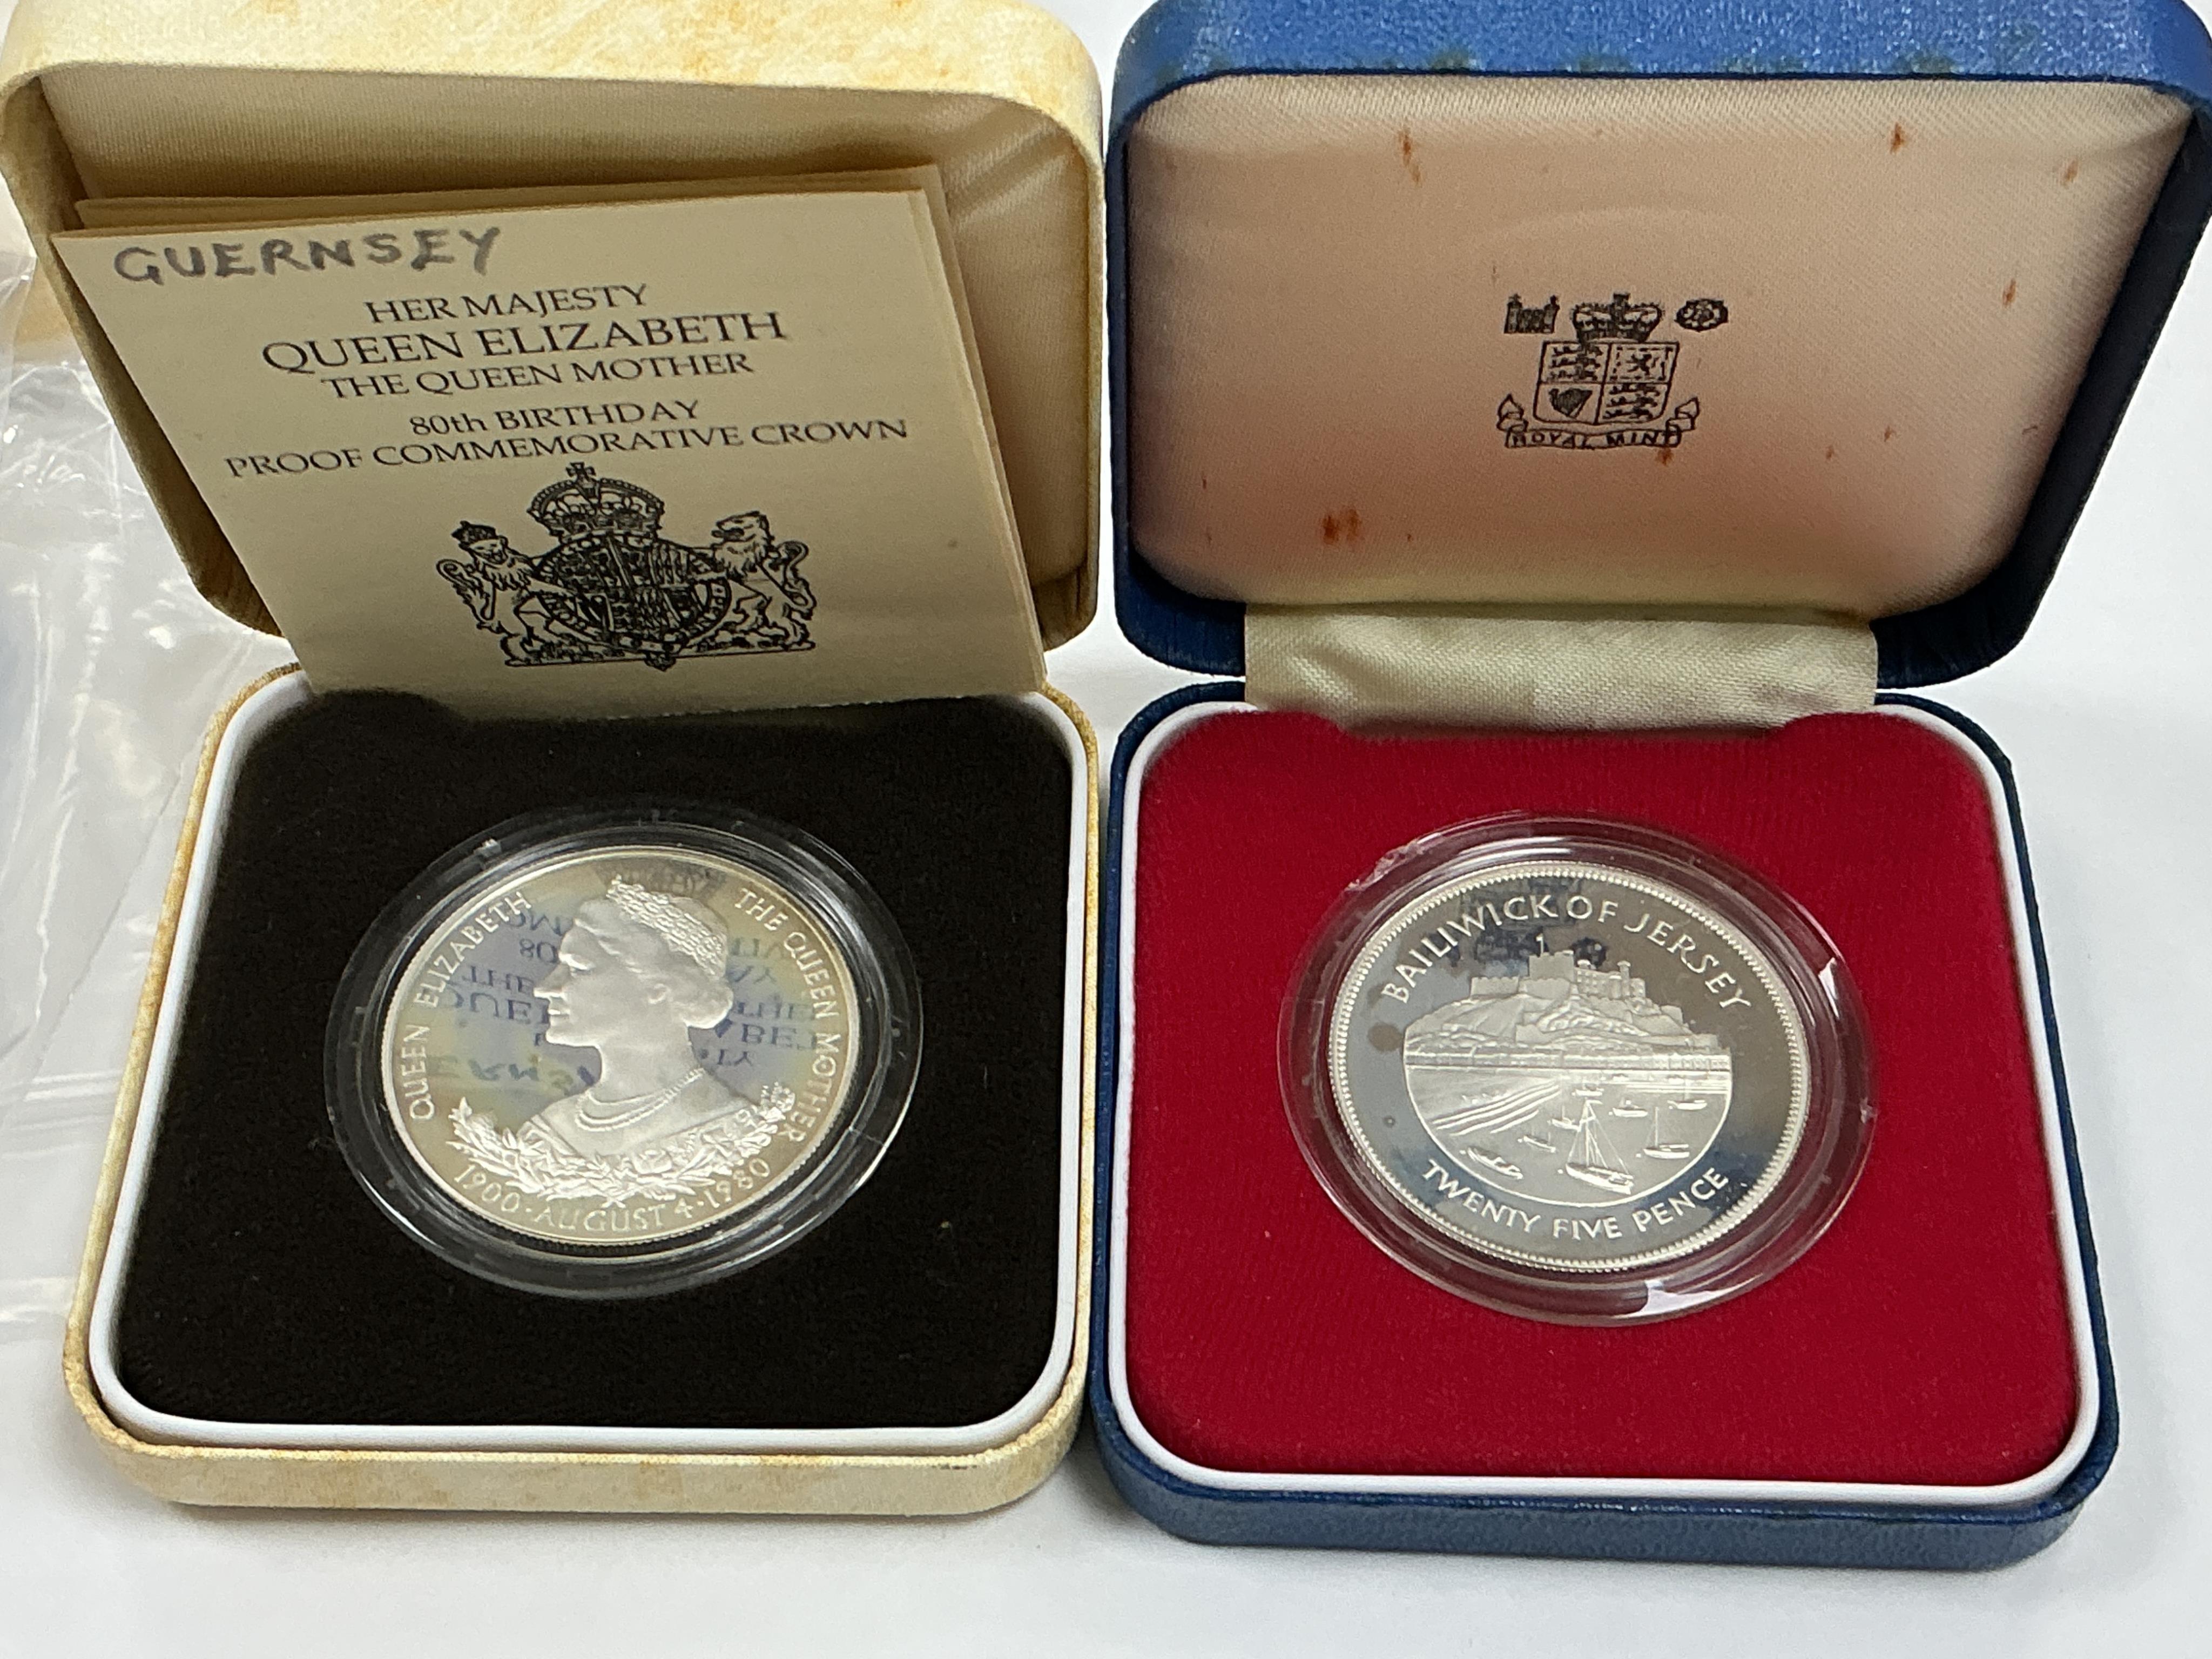 GUERNSEY
HER MAJESTY
QUEEN ELIZABETH
THE QUEEN MOTHER
80th BIRTHDAY
PROOF COMMEMORATIVE CROWN
QUEEN ELIZABETH THE QUEEN MOTHER
1900 · AUGUST 4 · 1980
ROYAL MINT
BAILIWICK OF JERSEY
TWENTY FIVE PENCE